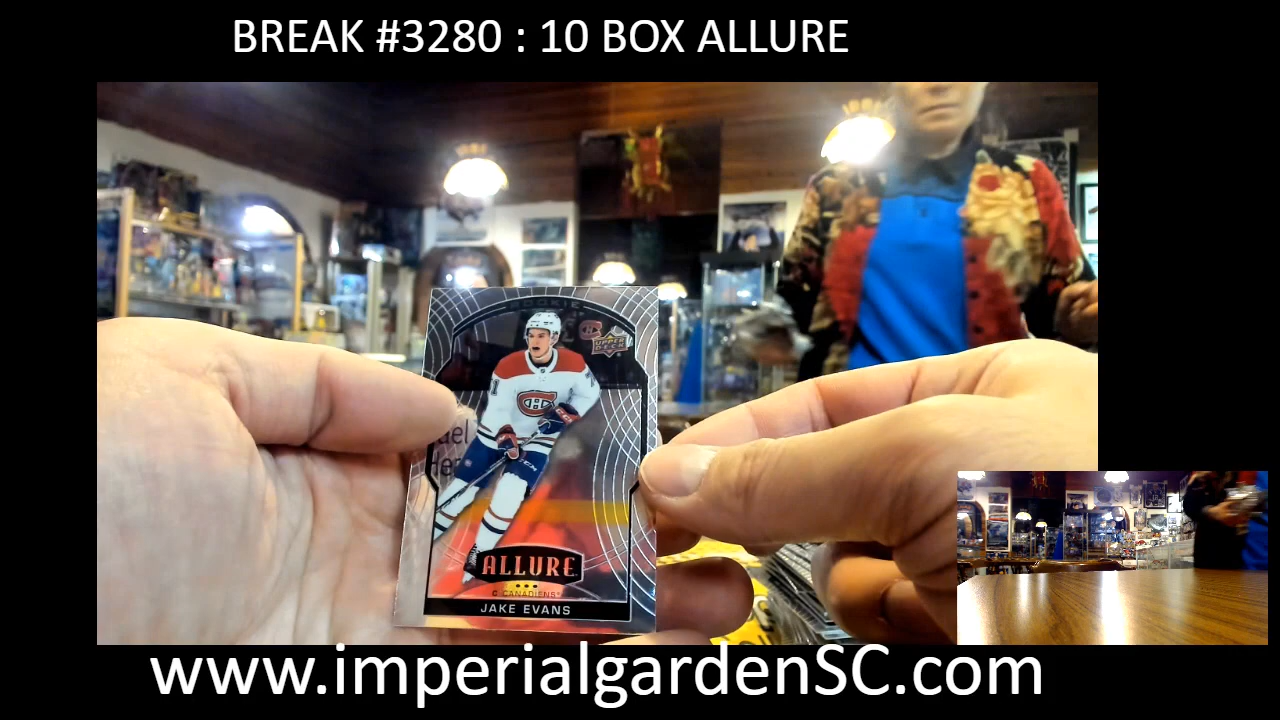 BREAK #3280 : 10 BOX ALLURE
ROOKIE
UPPER DECK
ALLURE
C CANADIENS
JAKE EVANS
www.imperialgardenSC.com